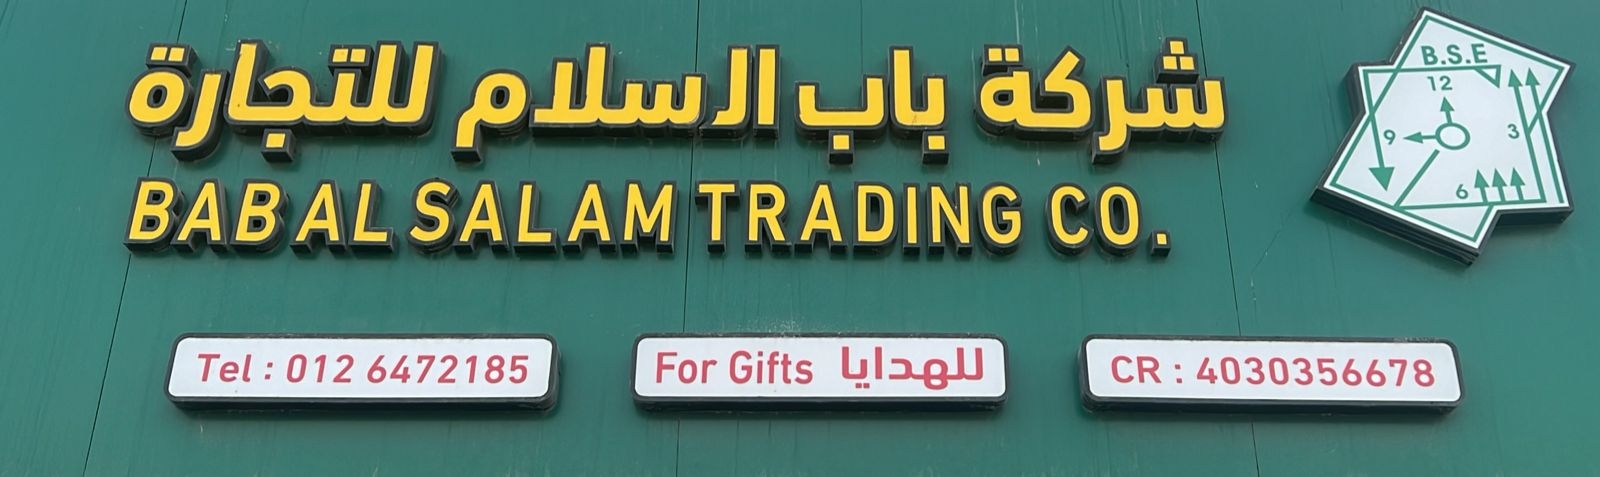 شركة باب السلام للتجارة
BAB AL SALAM TRADING CO.
B.S.E
12
9
3
6
Tel : 012 6472185
For Gifts للهدايا
CR : 4030356678